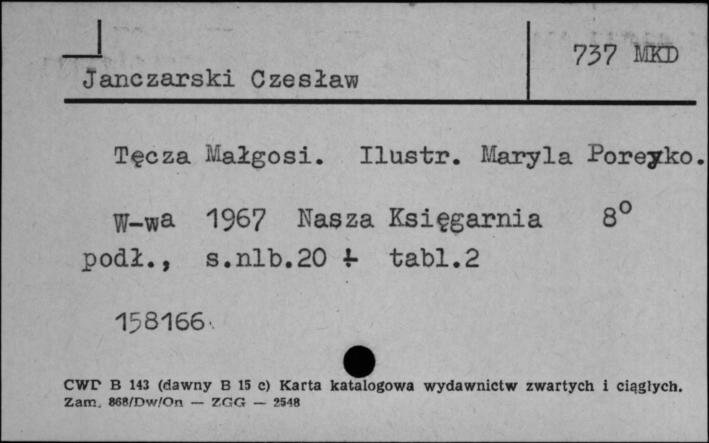 737 MKD
Janczarski Czesław
Tęcza Małgosi. Ilustr. Maryla Poreyko.
W-wa 1967 Nasza Księgarnia 8°
podł., s.nlb.20 + tabl.2
158166
CWD B 143 (dawny B 15 c) Karta katalogowa wydawnictw zwartych i ciągłych.
Zam. 868/Dw/On — ZGG — 2548